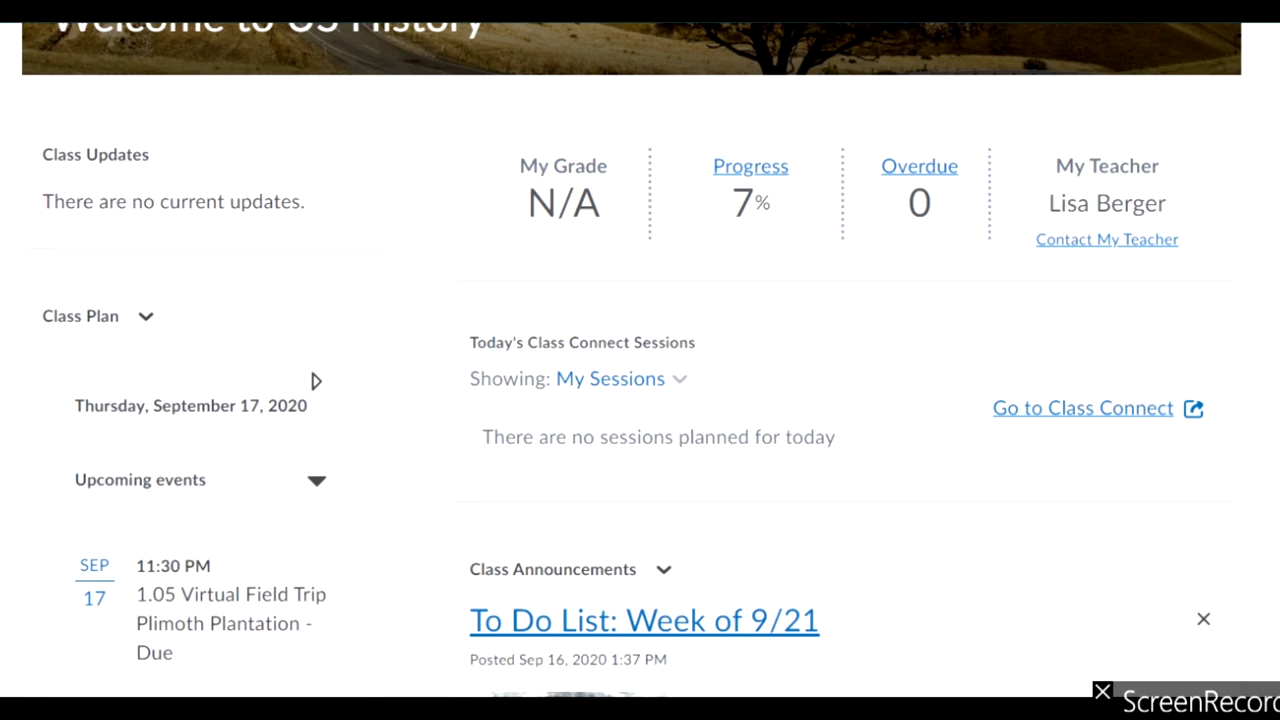 Welcome to US History
Class Updates
There are no current updates.
My Grade
N/A
Progress
7%
Overdue
0
My Teacher
Lisa Berger
Contact My Teacher
Class Plan
Thursday, September 17, 2020
Upcoming events
SEP
17
11:30 PM
1.05 Virtual Field Trip
Plimoth Plantation -
Due
Today's Class Connect Sessions
Showing: My Sessions
Go to Class Connect
There are no sessions planned for today
Class Announcements
To Do List: Week of 9/21
Posted Sep 16, 2020 1:37 PM
ScreenRecord